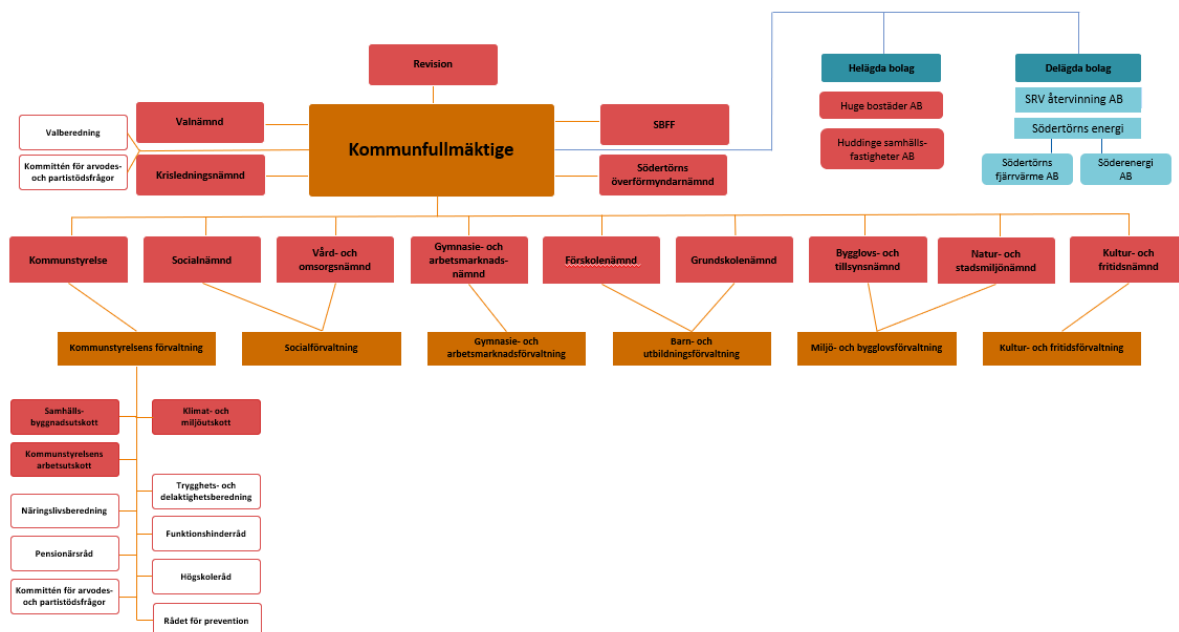 Revision
Helägda bolag
Delägda bolag
Huge bostäder AB
SRV återvinning AB
Huddinge samhälls-
fastigheter AB
Södertörns energi
Södertörns
fjärrvärme AB
Söderenergi
AB
Valberedning
Kommittén för arvodes-
och partistödsfrågor
Valnämnd
Krisledningsnämnd
Kommunfullmäktige
SBFF
Södertörns
överförmyndarnämnd
Kommunstyrelse
Socialnämnd
Vård- och
omsorgsnämnd
Gymnasie- och
arbetsmarknads-
nämnd
Förskolenämnd
Grundskolenämnd
Bygglovs- och
tillsynsnämnd
Natur- och
stadsmiljönämnd
Kultur- och
fritidsnämnd
Kommunstyrelsens förvaltning
Socialförvaltning
Gymnasie- och
arbetsmarknadsförvaltning
Barn- och
utbildningsförvaltning
Miljö- och bygglovsförvaltning
Kultur- och fritidsförvaltning
Samhälls-
byggnadsutskott
Klimat- och
miljöutskott
Kommunstyrelsens
arbetsutskott
Trygghets- och
delaktighetsberedning
Näringslivsberedning
Funktionshinderråd
Pensionärsråd
Högskoleråd
Kommittén för arvodes-
och partistödsfrågor
Rådet för prevention